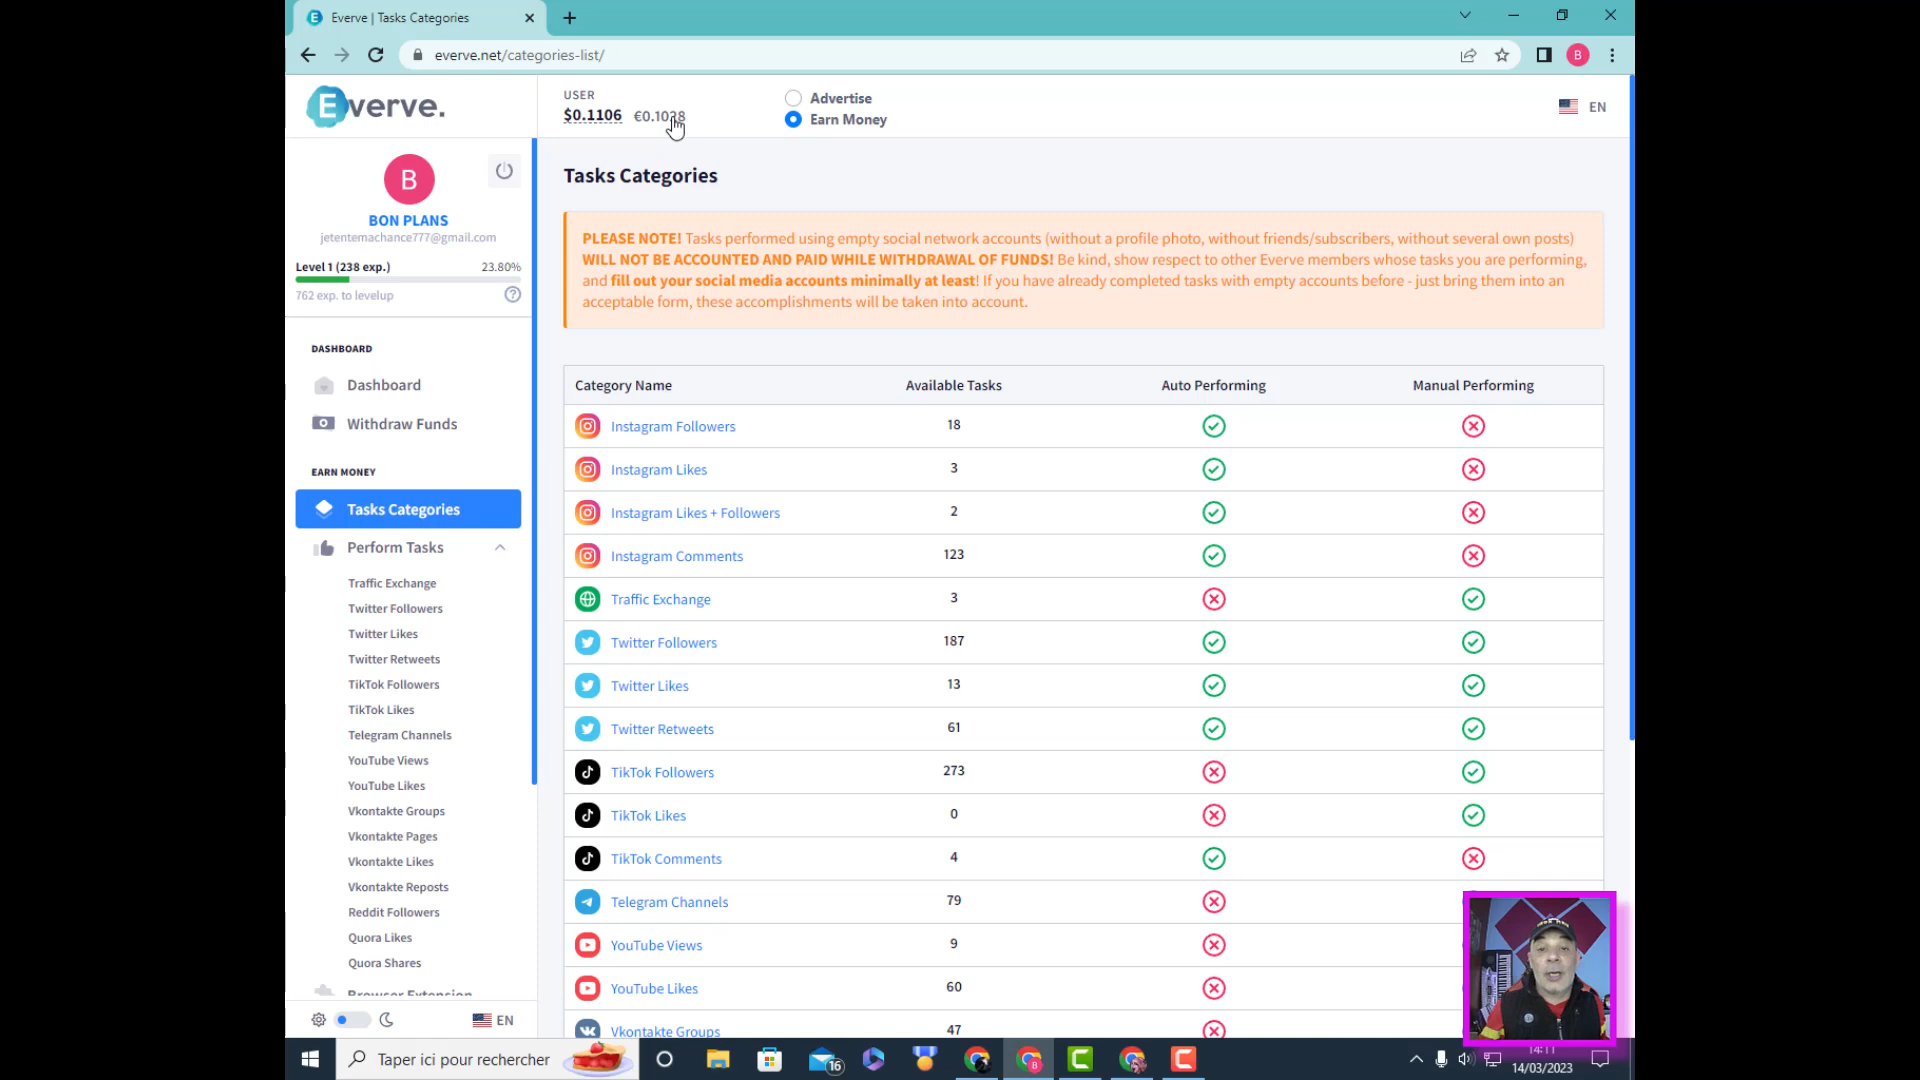 Everve | Tasks Categories
everve.net/categories-list/
B
Everve.
USER
$0.1106 €0.1028
Advertise
Earn Money
EN
B
BON PLANS
jetentemachance777@gmail.com
Level 1 (238 exp.) 23.80%
762 exp. to levelup
DASHBOARD
Dashboard
Withdraw Funds
EARN MONEY
Tasks Categories
Perform Tasks
Traffic Exchange
Twitter Followers
Twitter Likes
Twitter Retweets
TikTok Followers
TikTok Likes
Telegram Channels
YouTube Views
YouTube Likes
Vkontakte Groups
Vkontakte Pages
Vkontakte Likes
Vkontakte Reposts
Reddit Followers
Quora Likes
Quora Shares
Browser Extension
EN
Tasks Categories
PLEASE NOTE! Tasks performed using empty social network accounts (without a profile photo, without friends/subscribers, without several own posts)
WILL NOT BE ACCOUNTED AND PAID WHILE WITHDRAWAL OF FUNDS! Be kind, show respect to other Everve members whose tasks you are performing,
and fill out your social media accounts minimally at least! If you have already completed tasks with empty accounts before - just bring them into an
acceptable form, these accomplishments will be taken into account.
Category Name Available Tasks Auto Performing Manual Performing
Instagram Followers 18
Instagram Likes 3
Instagram Likes + Followers 2
Instagram Comments 123
Traffic Exchange 3
Twitter Followers 187
Twitter Likes 13
Twitter Retweets 61
TikTok Followers 273
TikTok Likes 0
TikTok Comments 4
Telegram Channels 79
YouTube Views 9
YouTube Likes 60
Vkontakte Groups 47
Taper ici pour rechercher
16
14:11
14/03/2023